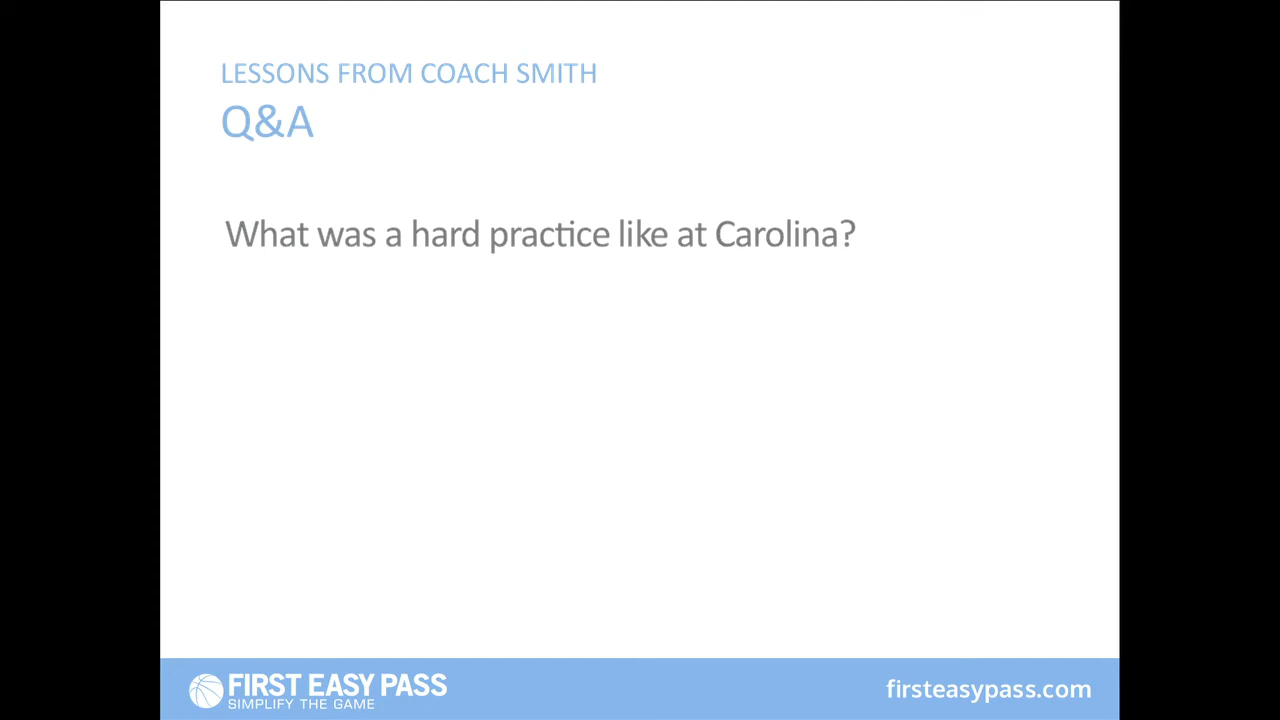 LESSONS FROM COACH SMITH
Q&A
What was a hard practice like at Carolina?
FIRST EASY PASS
SIMPLIFY THE GAME
firsteasypass.com